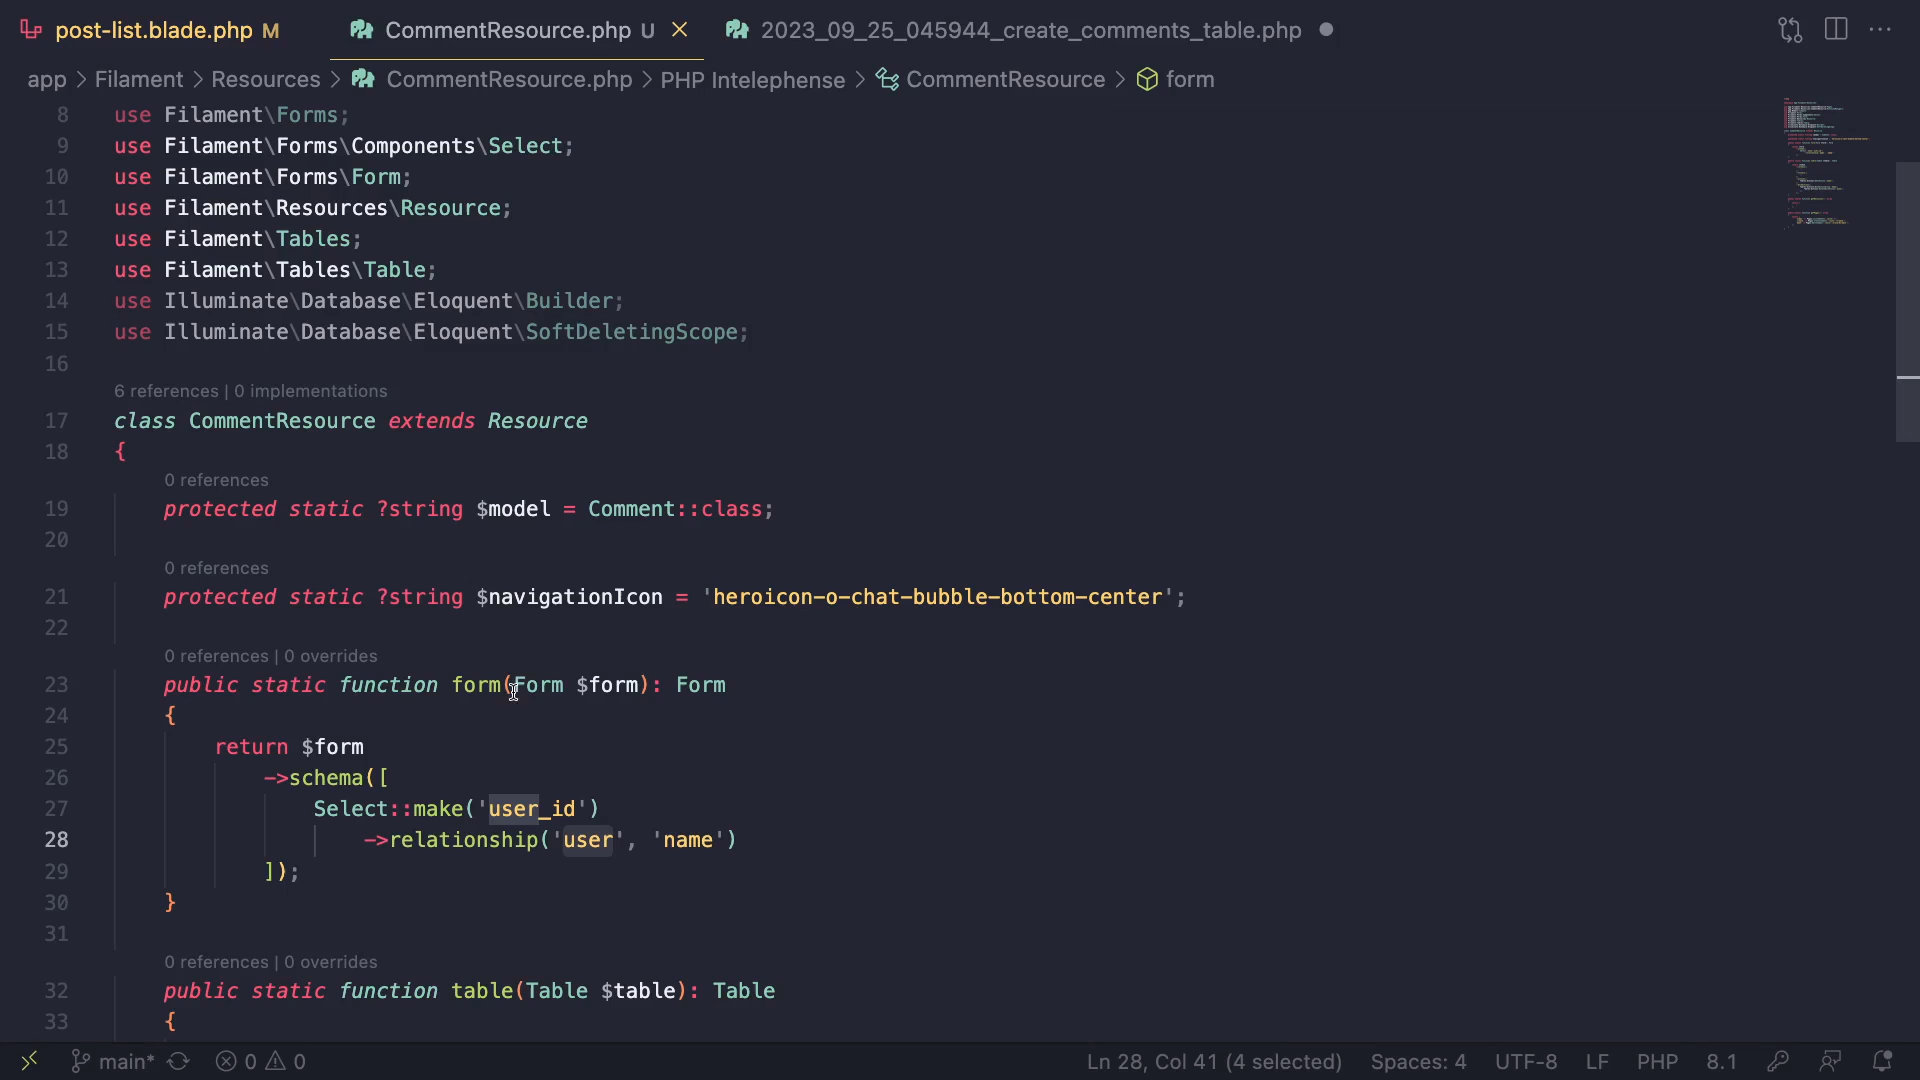 post-list.blade.php M CommentResource.php U 2023_09_25_045944_create_comments_table.php
app > Filament > Resources > CommentResource.php > PHP Intelephense > CommentResource > form
8 use Filament\Forms;
9 use Filament\Forms\Components\Select;
10 use Filament\Forms\Form;
11 use Filament\Resources\Resource;
12 use Filament\Tables;
13 use Filament\Tables\Table;
14 use Illuminate\Database\Eloquent\Builder;
15 use Illuminate\Database\Eloquent\SoftDeletingScope;
16
6 references | 0 implementations
17 class CommentResource extends Resource
18 {
0 references
19 protected static ?string $model = Comment::class;
20
0 references
21 protected static ?string $navigationIcon = 'heroicon-o-chat-bubble-bottom-center';
22
0 references | 0 overrides
23 public static function form(Form $form): Form
24 {
25 return $form
26 ->schema([
27 Select::make('user_id')
28 ->relationship('user', 'name')
29 ]);
30 }
31
0 references | 0 overrides
32 public static function table(Table $table): Table
33 {
main* 0 0 Ln 28, Col 41 (4 selected) Spaces: 4 UTF-8 LF PHP 8.1